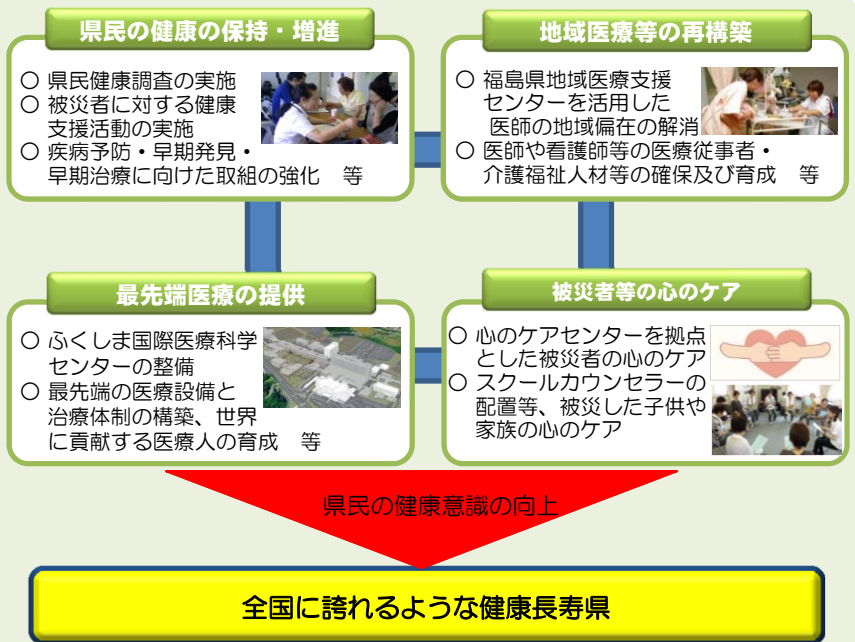 県民の健康の保持・増進
○ 県民健康調査の実施
○ 被災者に対する健康
支援活動の実施
○ 疾病予防・早期発見・
早期治療に向けた取組の強化　等
地域医療等の再構築
○ 福島県地域医療支援
センターを活用した
医師の地域偏在の解消
○ 医師や看護師等の医療従事者・
介護福祉人材等の確保及び育成　等
最先端医療の提供
○ ふくしま国際医療科学
センターの整備
○ 最先端の医療設備と
治療体制の構築、世界
に貢献する医療人の育成　等
被災者等の心のケア
○ 心のケアセンターを拠点
とした被災者の心のケア
○ スクールカウンセラーの
配置等、被災した子供や
家族の心のケア
県民の健康意識の向上
全国に誇れるような健康長寿県